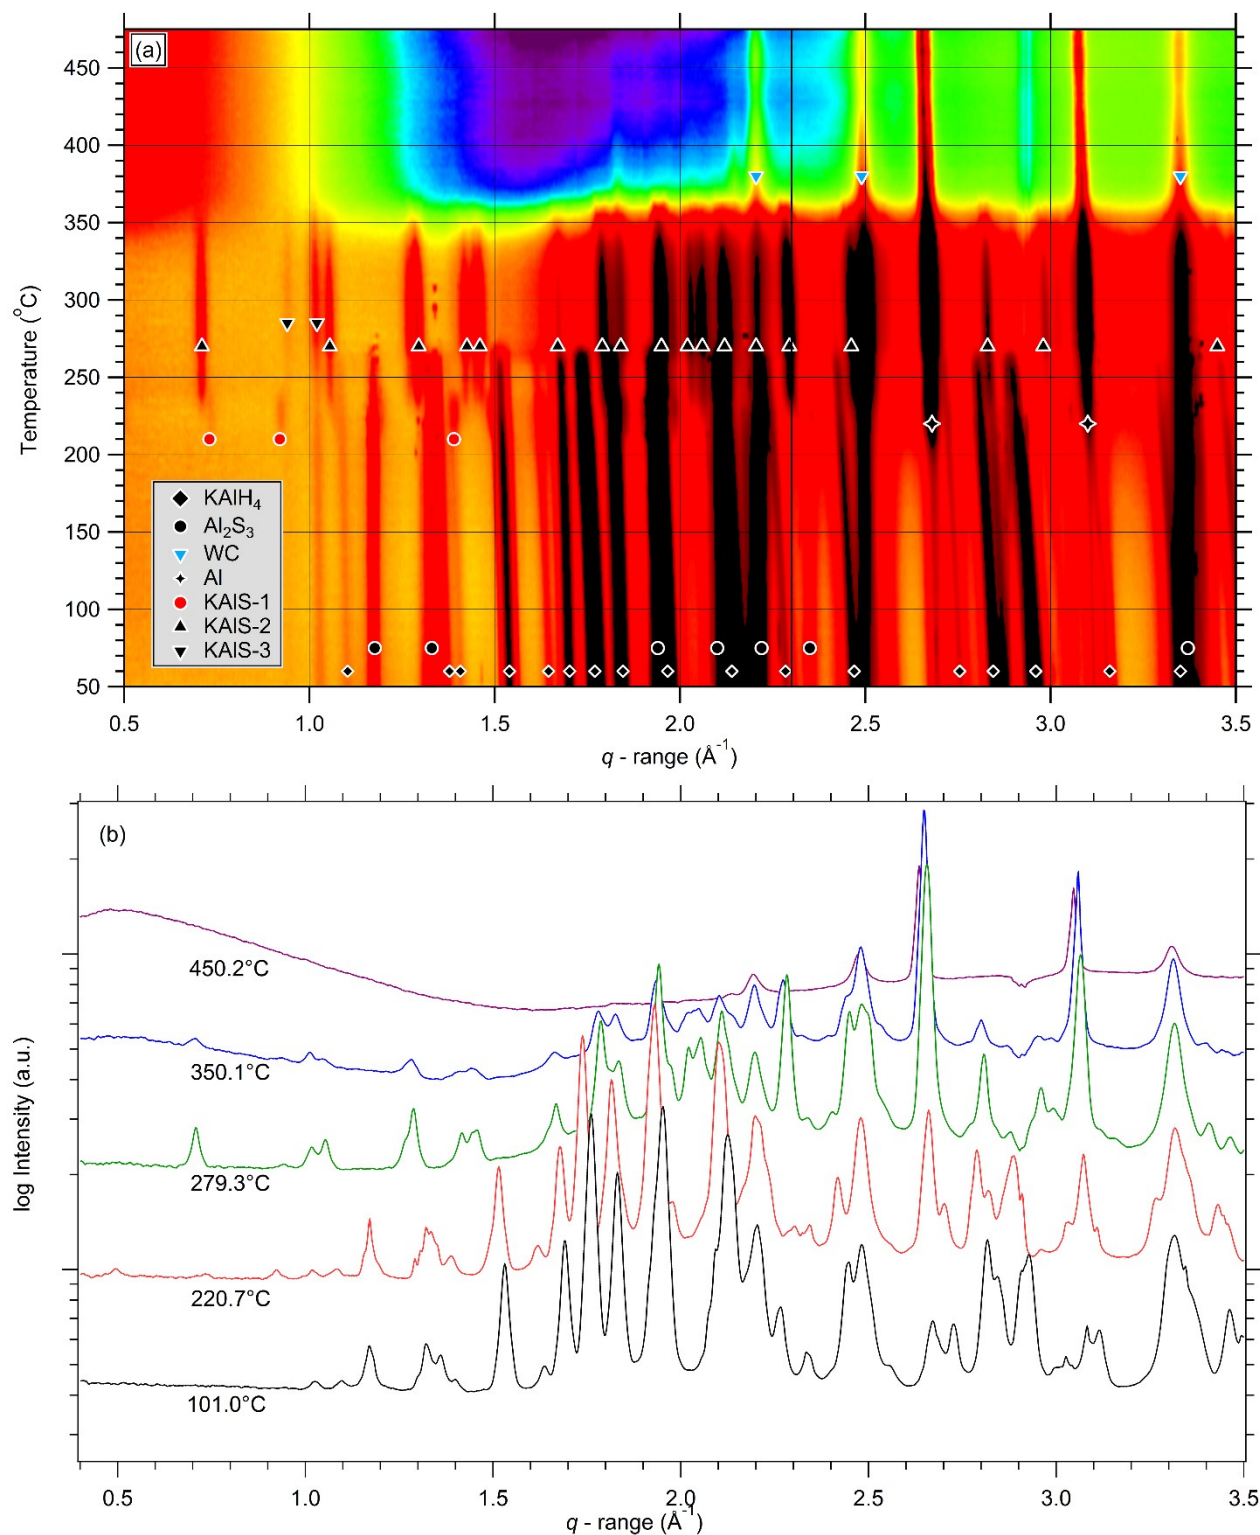 (a)
450
400
350
300
250
200
150
100
50
Temperature (°C)
KAlH4
Al2S3
WC
Al
KAlS-1
KAlS-2
KAlS-3
0.5 1.0 1.5 2.0 2.5 3.0 3.5
q - range (Å-1)
(b)
450.2°C
350.1°C
279.3°C
220.7°C
101.0°C
log Intensity (a.u.)
0.5 1.0 1.5 2.0 2.5 3.0 3.5
q - range (Å-1)